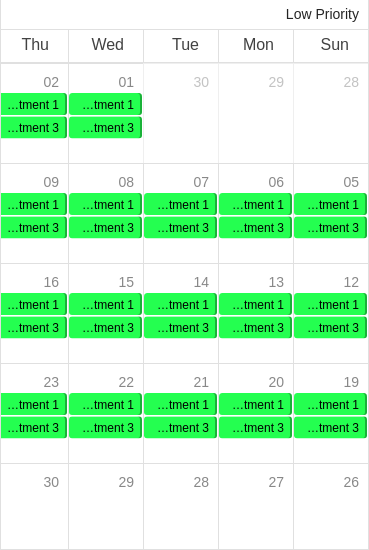 Low Priority
Thu Wed Tue Mon Sun
02 01 30 29 28
…tment 1 …tment 1
…tment 3 …tment 3
09 08 07 06 05
…tment 1 …tment 1 …tment 1 …tment 1 …tment 1
…tment 3 …tment 3 …tment 3 …tment 3 …tment 3
16 15 14 13 12
…tment 1 …tment 1 …tment 1 …tment 1 …tment 1
…tment 3 …tment 3 …tment 3 …tment 3 …tment 3
23 22 21 20 19
…tment 1 …tment 1 …tment 1 …tment 1 …tment 1
…tment 3 …tment 3 …tment 3 …tment 3 …tment 3
30 29 28 27 26